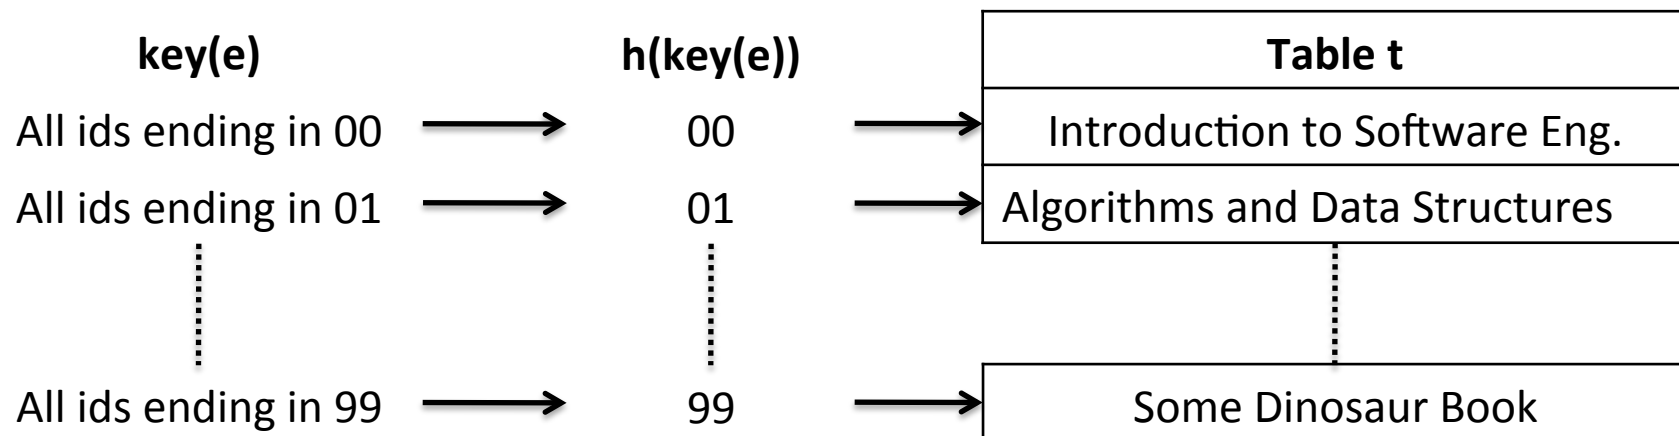 key(e) h(key(e)) Table t
All ids ending in 00 00 Introduction to Software Eng.
All ids ending in 01 01 Algorithms and Data Structures
All ids ending in 99 99 Some Dinosaur Book